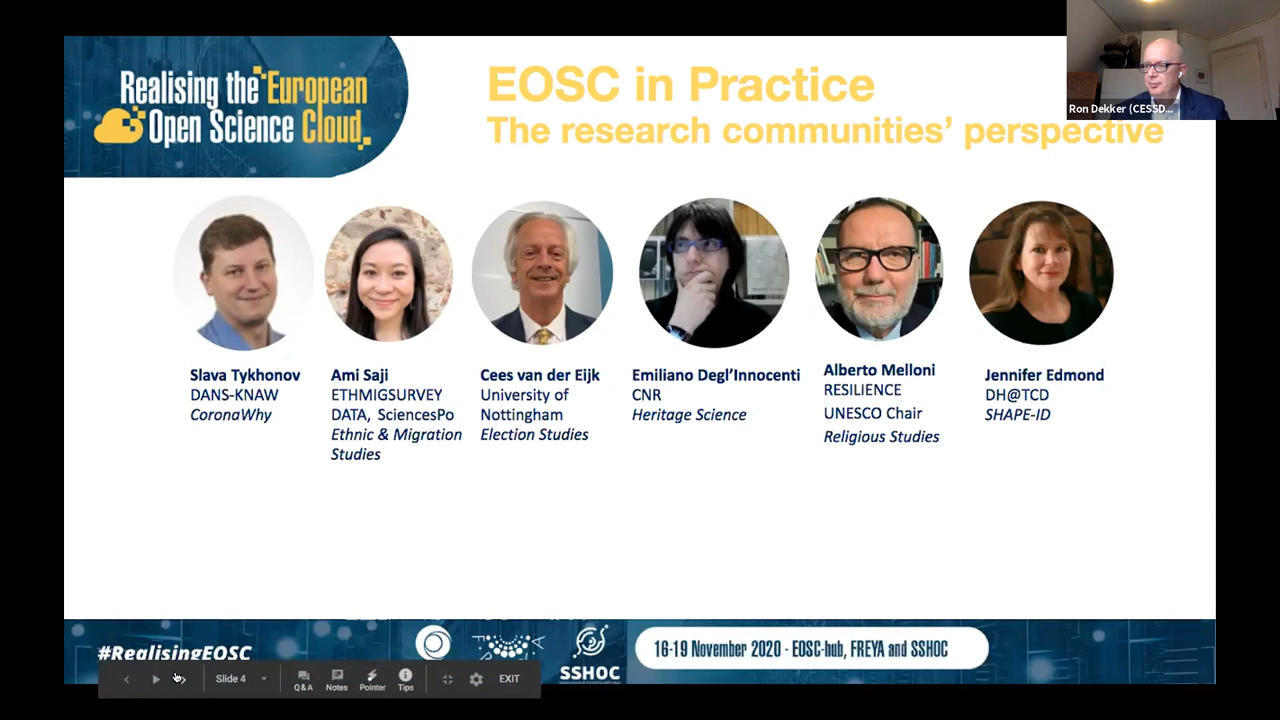 Realising the European
Open Science Cloud
EOSC in Practice
The research communities' perspective
Ron Dekker (CESSD...
Slava Tykhonov
DANS-KNAW
CoronaWhy
Ami Saji
ETHMIGSURVEY
DATA, SciencesPo
Ethnic & Migration
Studies
Cees van der Eijk
University of
Nottingham
Election Studies
Emiliano Degl'Innocenti
CNR
Heritage Science
Alberto Melloni
RESILIENCE
UNESCO Chair
Religious Studies
Jennifer Edmond
DH@TCD
SHAPE-ID
#RealisingEOSC
SSHOC
16-19 November 2020 - EOSC-hub, FREYA and SSHOC
Slide 4
Q&A
Notes
Pointer
Tips
EXIT